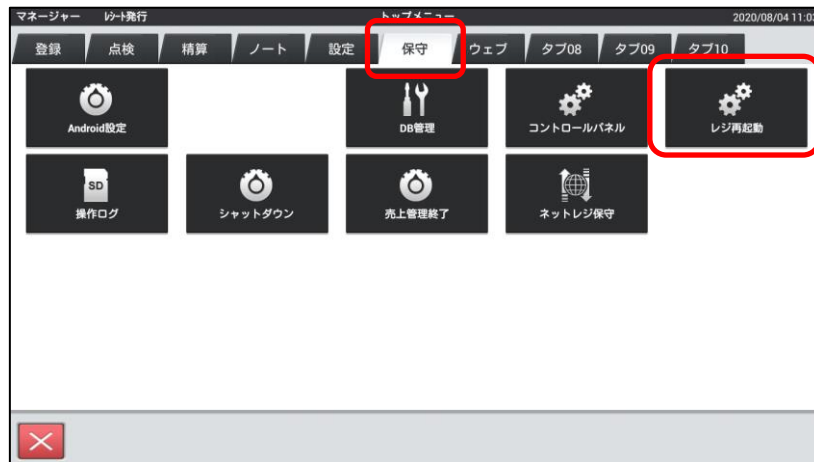 マネージャー ﾚｼｰﾄ発行 トップメニュー 2020/08/04 11:03
登録 点検 精算 ノート 設定 保守 ウェブ タブ08 タブ09 タブ10
Android設定 DB管理 コントロールパネル レジ再起動
SD
操作ログ シャットダウン 売上管理終了 ネットレジ保守